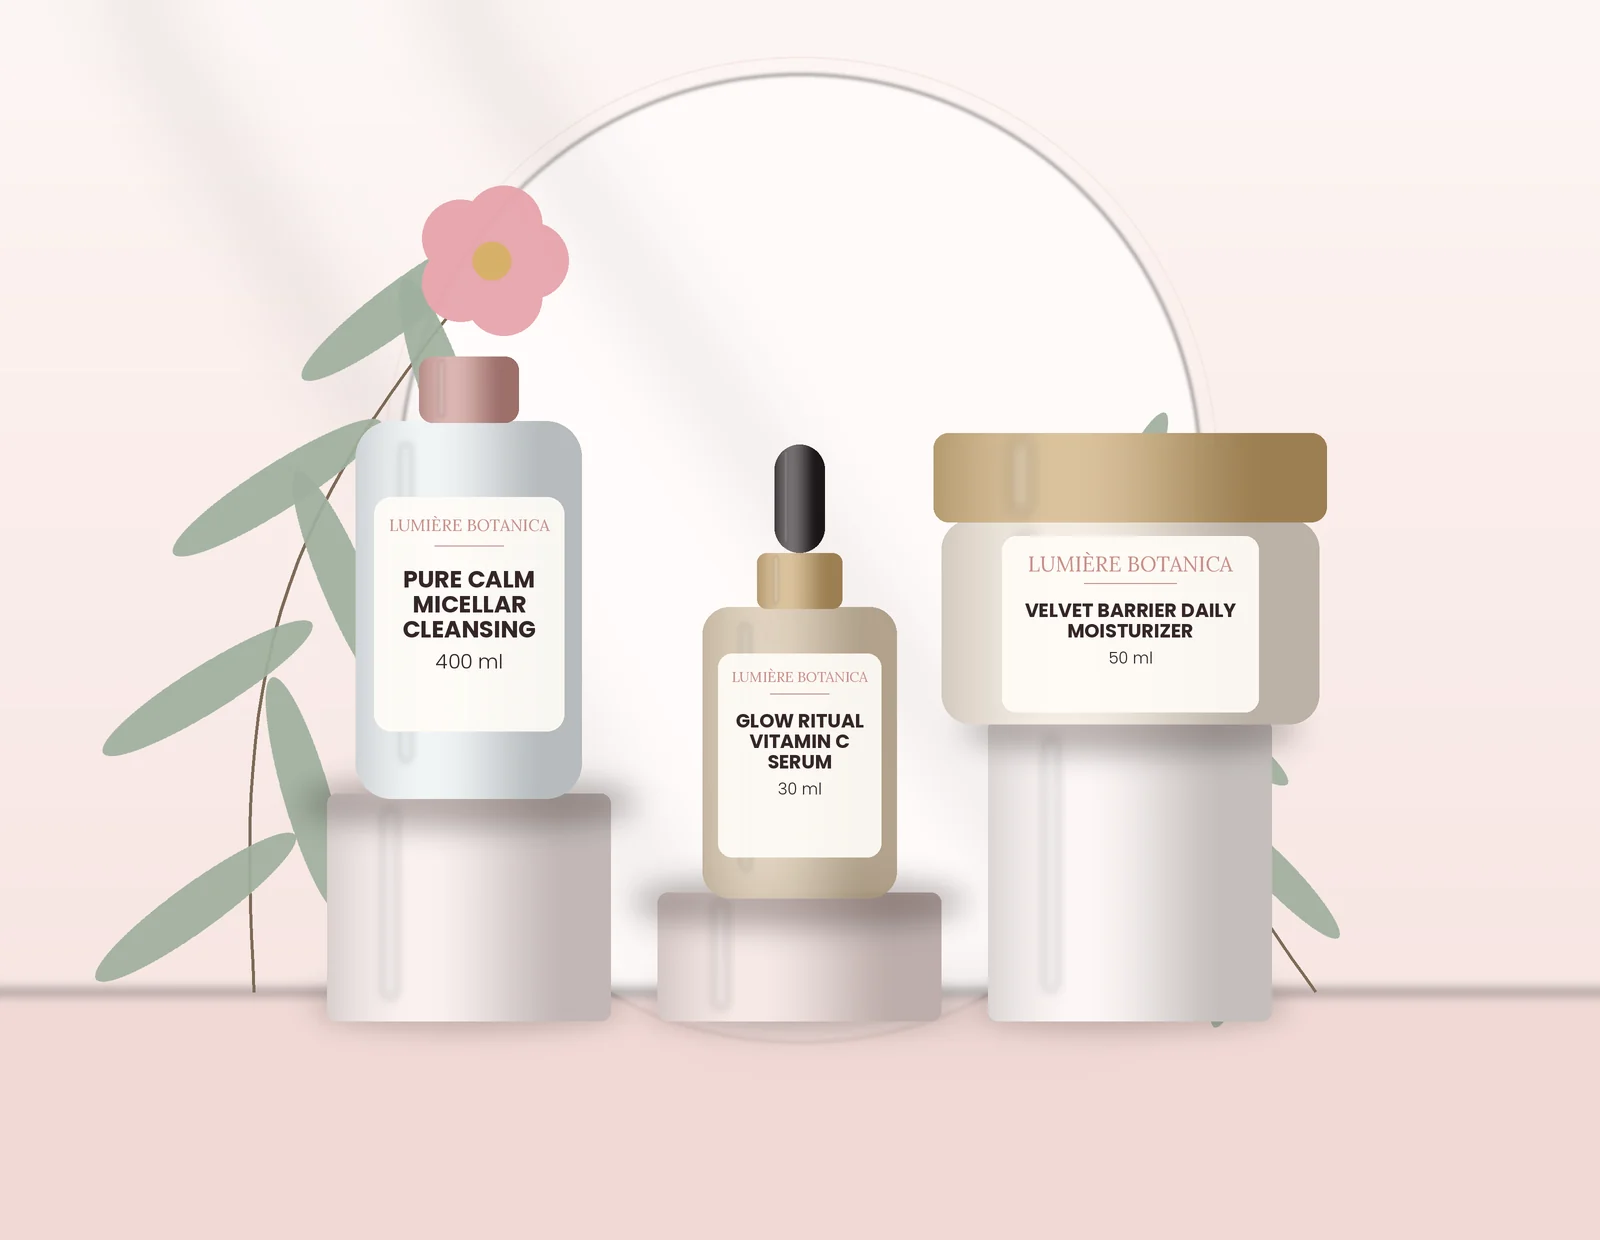 LUMIÈRE BOTANICA
PURE CALM
MICELLAR
CLEANSING
400 ml
LUMIÈRE BOTANICA
GLOW RITUAL
VITAMIN C
SERUM
30 ml
LUMIÈRE BOTANICA
VELVET BARRIER DAILY
MOISTURIZER
50 ml